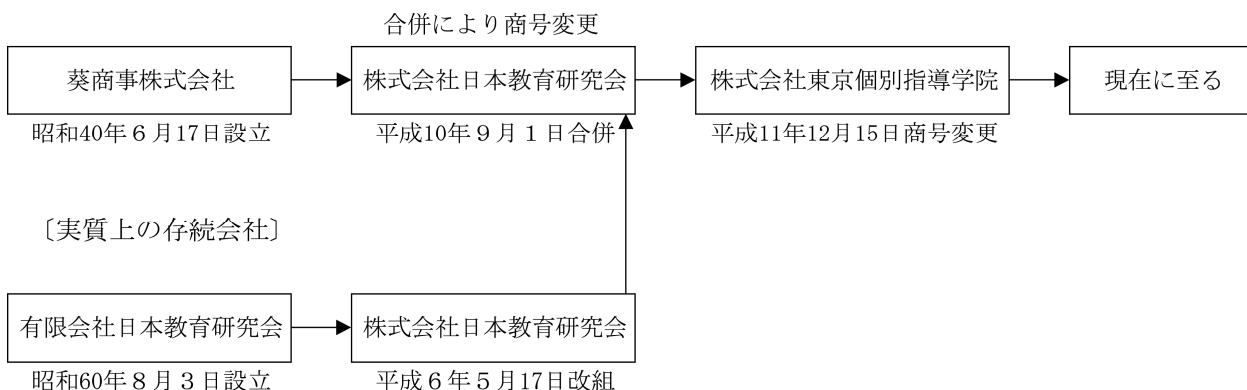 合併により商号変更
葵商事株式会社
株式会社日本教育研究会
株式会社東京個別指導学院
現在に至る
昭和40年6月17日設立
平成10年9月1日合併
平成11年12月15日商号変更
〔実質上の存続会社〕
有限会社日本教育研究会
株式会社日本教育研究会
昭和60年8月3日設立
平成6年5月17日改組